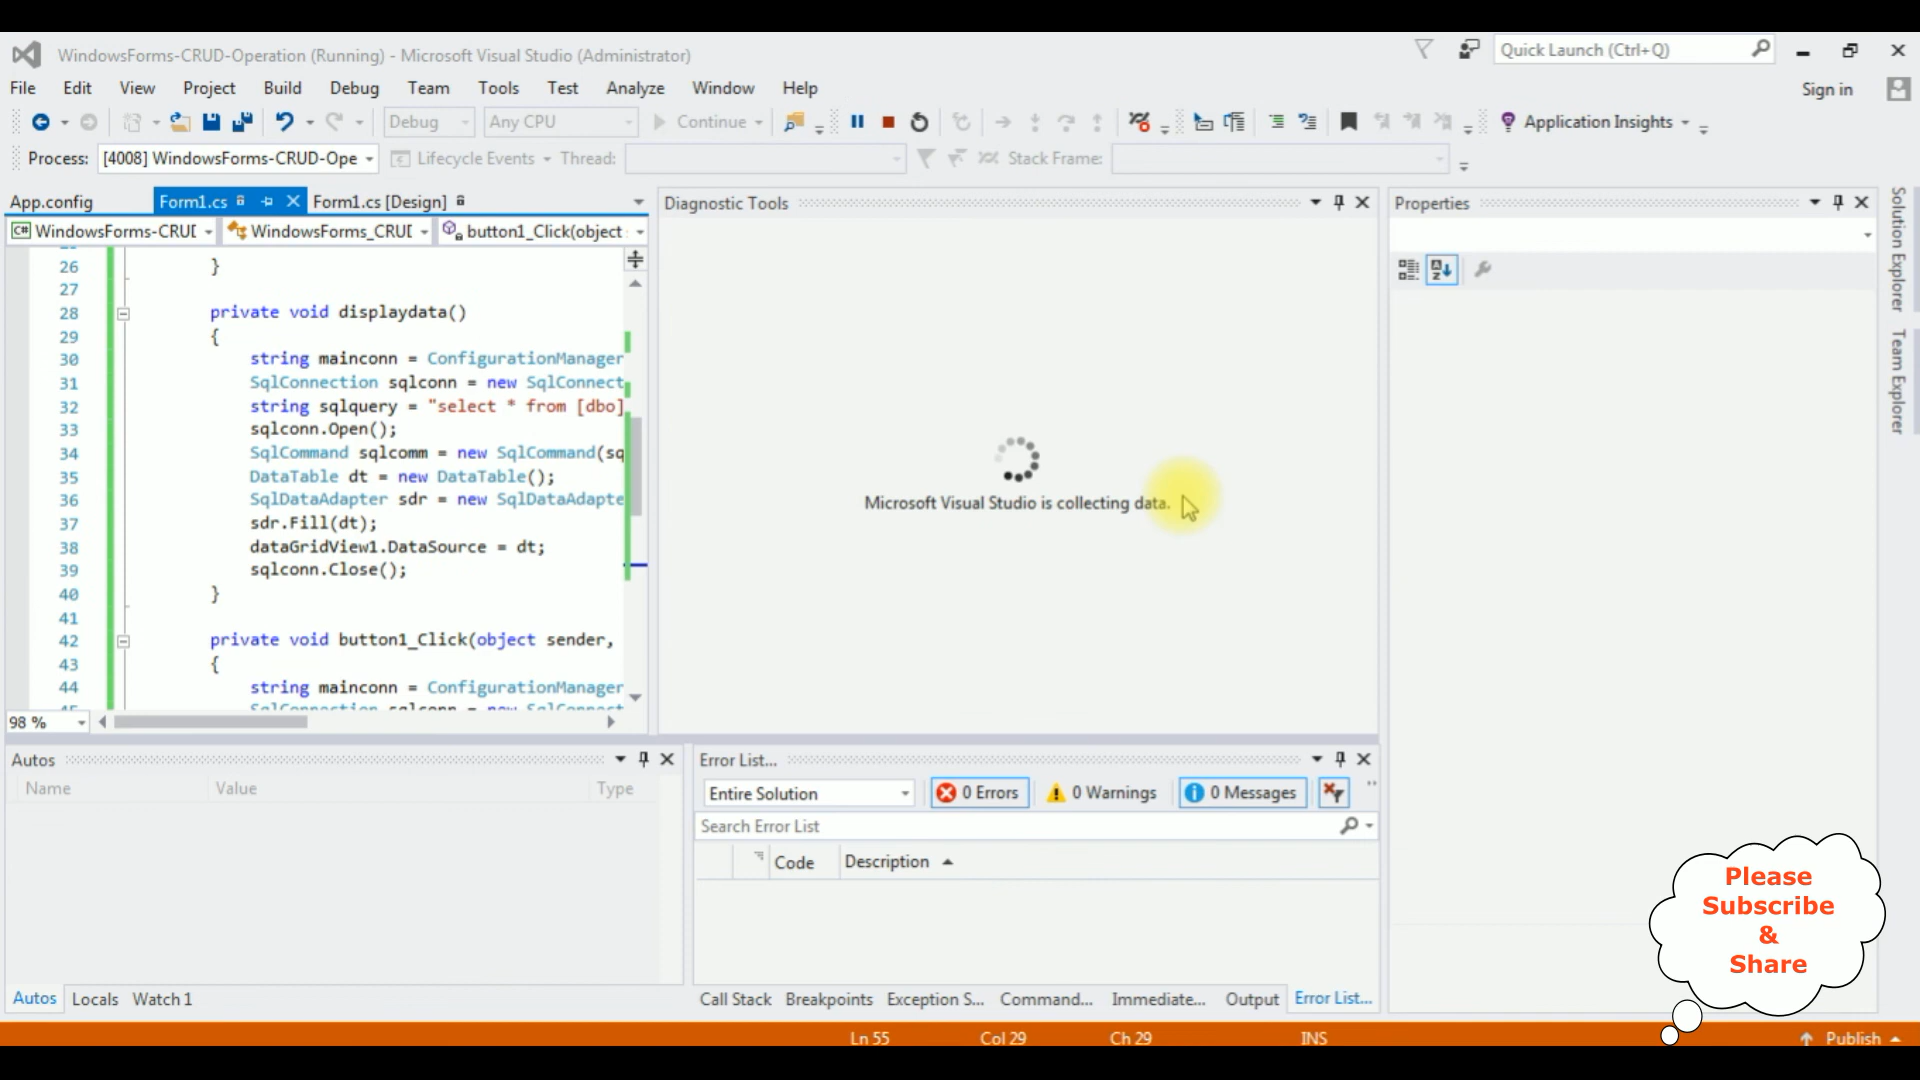 WindowsForms-CRUD-Operation (Running) - Microsoft Visual Studio (Administrator)
Quick Launch (Ctrl+Q)
File Edit View Project Build Debug Team Tools Test Analyze Window Help
Sign in
Debug Any CPU Continue Application Insights
Process: [4008] WindowsForms-CRUD-Ope Lifecycle Events Thread: Stack Frame:
App.config Form1.cs Form1.cs [Design]
WindowsForms-CRUD WindowsForms_CRUD button1_Click(object
26 }
27
28 private void displaydata()
29 {
30 string mainconn = ConfigurationManager
31 SqlConnection sqlconn = new SqlConnect
32 string sqlquery = "select * from [dbo]
33 sqlconn.Open();
34 SqlCommand sqlcomm = new SqlCommand(sq
35 DataTable dt = new DataTable();
36 SqlDataAdapter sdr = new SqlDataAdapte
37 sdr.Fill(dt);
38 dataGridView1.DataSource = dt;
39 sqlconn.Close();
40 }
41
42 private void button1_Click(object sender,
43 {
44 string mainconn = ConfigurationManager
98 %
Diagnostic Tools
Microsoft Visual Studio is collecting data.
Properties
Solution Explorer
Team Explorer
Autos
Name Value Type
Autos Locals Watch 1
Error List...
Entire Solution 0 Errors 0 Warnings 0 Messages
Search Error List
Code Description
Call Stack Breakpoints Exception S... Command... Immediate... Output Error List...
Please
Subscribe
&
Share
Ln 55 Col 29 Ch 29 INS Publish